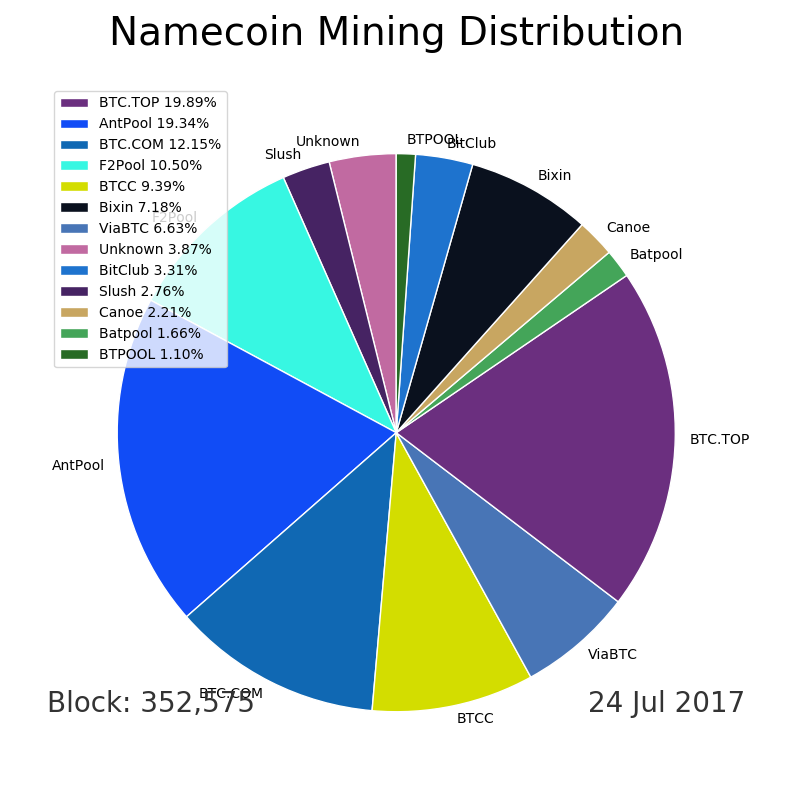 Namecoin Mining Distribution
BTC.TOP 19.89%
AntPool 19.34%
BTC.COM 12.15%
F2Pool 10.50%
BTCC 9.39%
Bixin 7.18%
ViaBTC 6.63%
Unknown 3.87%
BitClub 3.31%
Slush 2.76%
Canoe 2.21%
Batpool 1.66%
BTPOOL 1.10%
Unknown
Slush
BTPOOL
BitClub
Bixin
Canoe
Batpool
F2Pool
BTC.TOP
AntPool
ViaBTC
BTC.COM
BTCC
Block: 352,575
24 Jul 2017